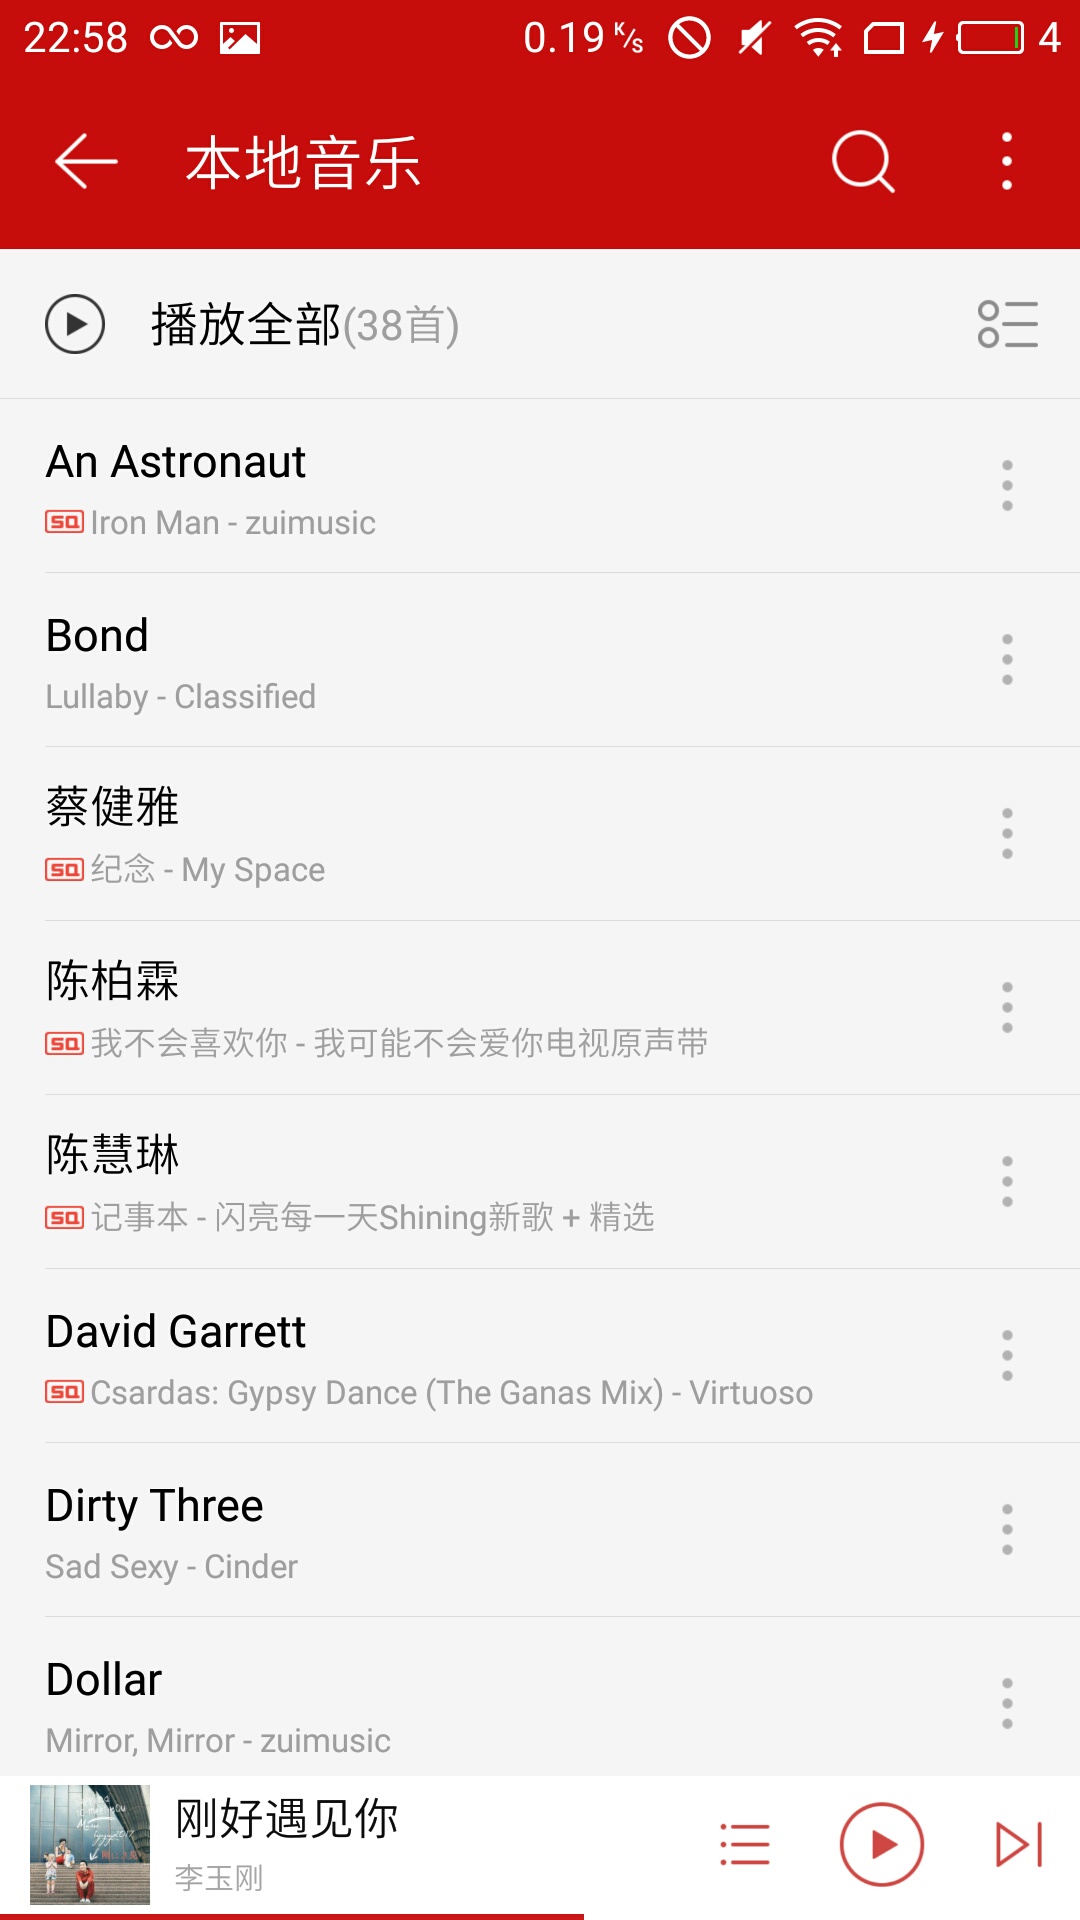 22:58 0.19 K/s 4
本地音乐
播放全部(38首)
An Astronaut
SQ Iron Man - zuimusic
Bond
Lullaby - Classified
蔡健雅
SQ 纪念 - My Space
陈柏霖
SQ 我不会喜欢你 - 我可能不会爱你电视原声带
陈慧琳
SQ 记事本 - 闪亮每一天Shining新歌 + 精选
David Garrett
SQ Csardas: Gypsy Dance (The Ganas Mix) - Virtuoso
Dirty Three
Sad Sexy - Cinder
Dollar
Mirror, Mirror - zuimusic
刚好遇见你
李玉刚